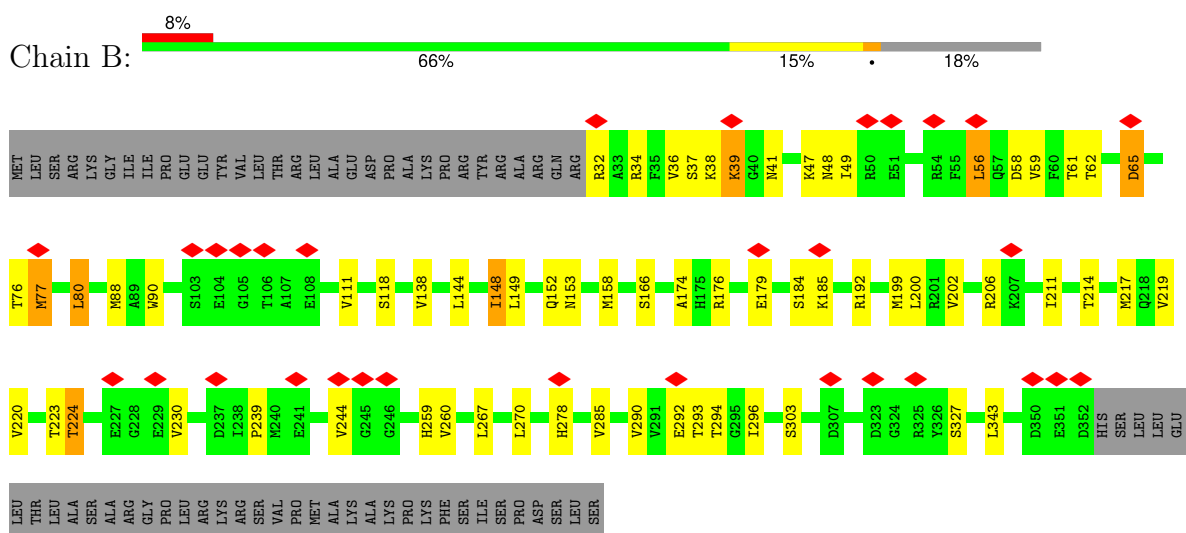 8%
Chain B:
66% 15% • 18%
MET LEU SER ARG LYS GLY ILE ILE PRO GLU GLU TYR VAL LEU THR ARG LEU ALA GLU ASP PRO ALA LYS PRO ARG TYR ARG ALA ARG GLN ARG R32 A33 R34 F35 V36 S37 K38 K39 G40 N41 K47 N48 I49 R50 E51 R54 F55 L56 Q57 D58 V59 F60 T61 T62 D65
T76 M77 L80 M88 A89 W90 S103 E104 G105 T106 A107 E108 V111 S118 V138 L144 I148 L149 Q152 N153 M158 S166 A174 H175 R176 E179 S184 K185 R192 M199 L200 R201 V202 R206 K207 I211 T214 M217 Q218 V219
V220 T223 T224 E227 G228 E229 V230 D237 I238 P239 M240 E241 V244 G245 G246 H259 V260 L267 L270 H278 V285 V290 V291 E292 T293 T294 G295 I296 S303 D307 D323 G324 R325 Y326 S327 L343 D350 E351 D352 HIS SER LEU LEU GLU
LEU THR LEU ALA SER ALA ARG GLY PRO LEU ARG LYS ARG SER VAL PRO MET ALA LYS ALA LYS PRO LYS PHE SER ILE SER PRO ASP SER LEU SER